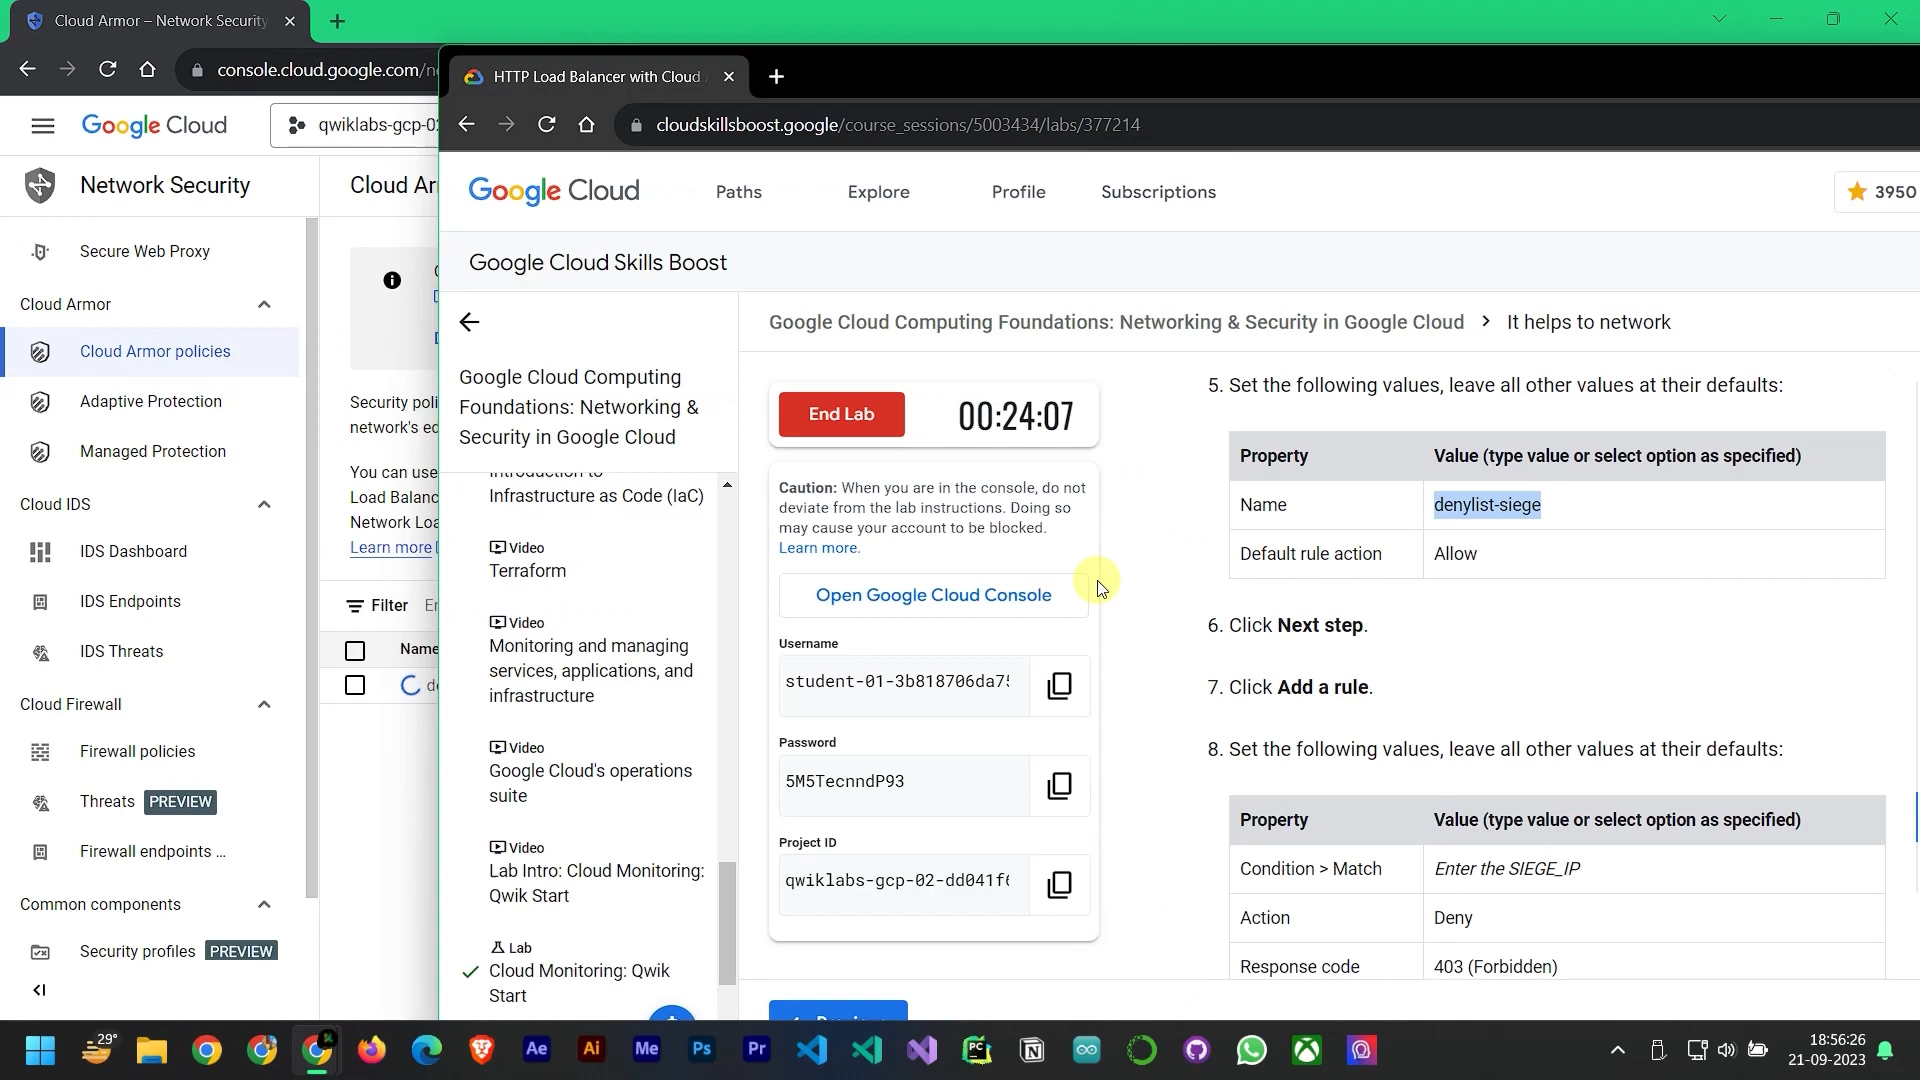 Cloud Armor – Network Security
console.cloud.google.com/n
Google Cloud
qwiklabs-gcp-02
Network Security
Cloud Ar
Secure Web Proxy
Cloud Armor
Cloud Armor policies
Adaptive Protection
Managed Protection
Cloud IDS
IDS Dashboard
IDS Endpoints
IDS Threats
Cloud Firewall
Firewall policies
Threats PREVIEW
Firewall endpoints ...
Common components
Security profiles PREVIEW
Security poli
network's ed
You can use
Load Balanc
Network Loa
Learn more
Filter
Name
HTTP Load Balancer with Cloud
cloudskillsboost.google/course_sessions/5003434/labs/377214
Google Cloud
Paths
Explore
Profile
Subscriptions
3950
Google Cloud Skills Boost
Google Cloud Computing
Foundations: Networking &
Security in Google Cloud
Introduction to
Infrastructure as Code (IaC)
Video
Terraform
Video
Monitoring and managing
services, applications, and
infrastructure
Video
Google Cloud's operations
suite
Video
Lab Intro: Cloud Monitoring:
Qwik Start
Lab
Cloud Monitoring: Qwik
Start
Google Cloud Computing Foundations: Networking & Security in Google Cloud > It helps to network
End Lab
00:24:07
Caution: When you are in the console, do not
deviate from the lab instructions. Doing so
may cause your account to be blocked.
Learn more.
Open Google Cloud Console
Username
student-01-3b818706da75
Password
5M5TecnndP93
Project ID
qwiklabs-gcp-02-dd041f6
5. Set the following values, leave all other values at their defaults:
Property Value (type value or select option as specified)
Name denylist-siege
Default rule action Allow
6. Click Next step.
7. Click Add a rule.
8. Set the following values, leave all other values at their defaults:
Property Value (type value or select option as specified)
Condition > Match Enter the SIEGE_IP
Action Deny
Response code 403 (Forbidden)
29°
Ae
Ai
Me
Ps
Pr
PC
18:56:26
21-09-2023